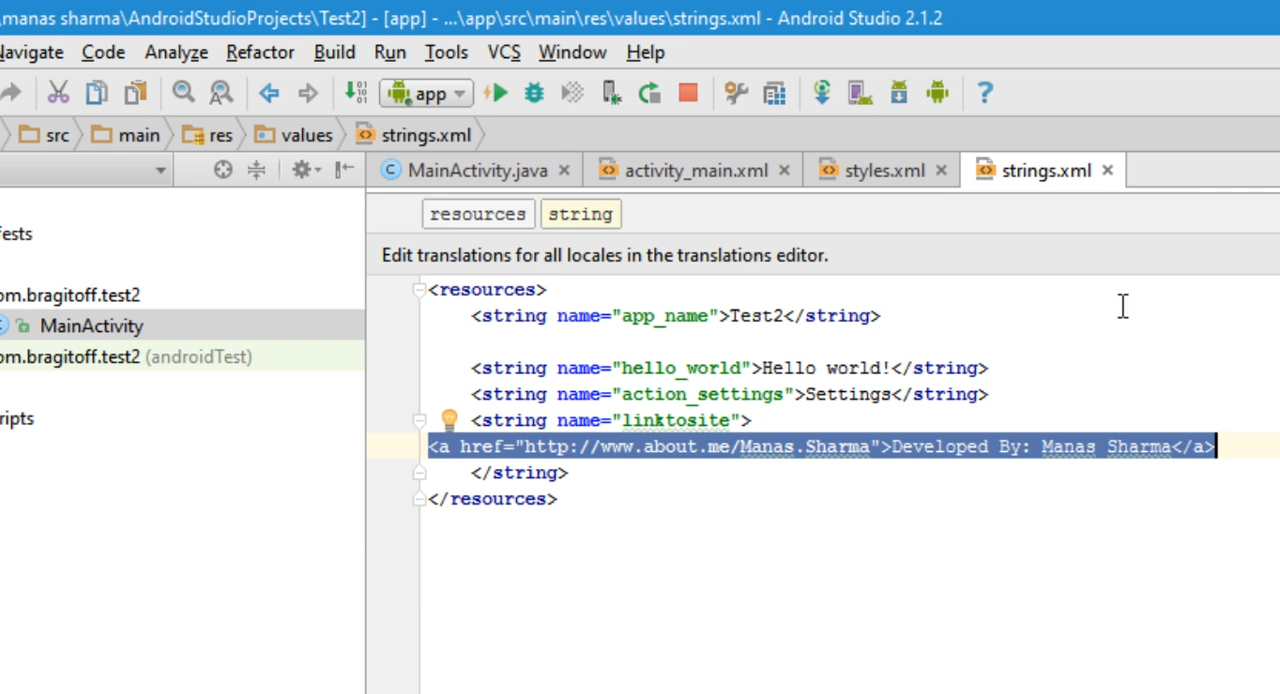 manas sharma\AndroidStudioProjects\Test2] - [app] - ...\app\src\main\res\values\strings.xml - Android Studio 2.1.2
Navigate Code Analyze Refactor Build Run Tools VCS Window Help
app
src main res values strings.xml
MainActivity.java activity_main.xml styles.xml strings.xml
resources string
fests
Edit translations for all locales in the translations editor.
om.bragitoff.test2
MainActivity
om.bragitoff.test2 (androidTest)
ripts
<resources>
<string name="app_name">Test2</string>
<string name="hello_world">Hello world!</string>
<string name="action_settings">Settings</string>
<string name="linktosite">
<a href="http://www.about.me/Manas.Sharma">Developed By: Manas Sharma</a>
</string>
</resources>